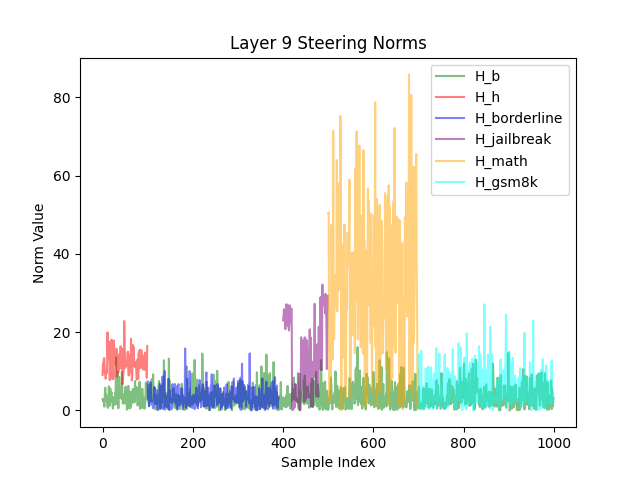 Layer 9 Steering Norms
H_b
H_h
H_borderline
H_jailbreak
H_math
H_gsm8k
Norm Value
80
60
40
20
0
0 200 400 600 800 1000
Sample Index